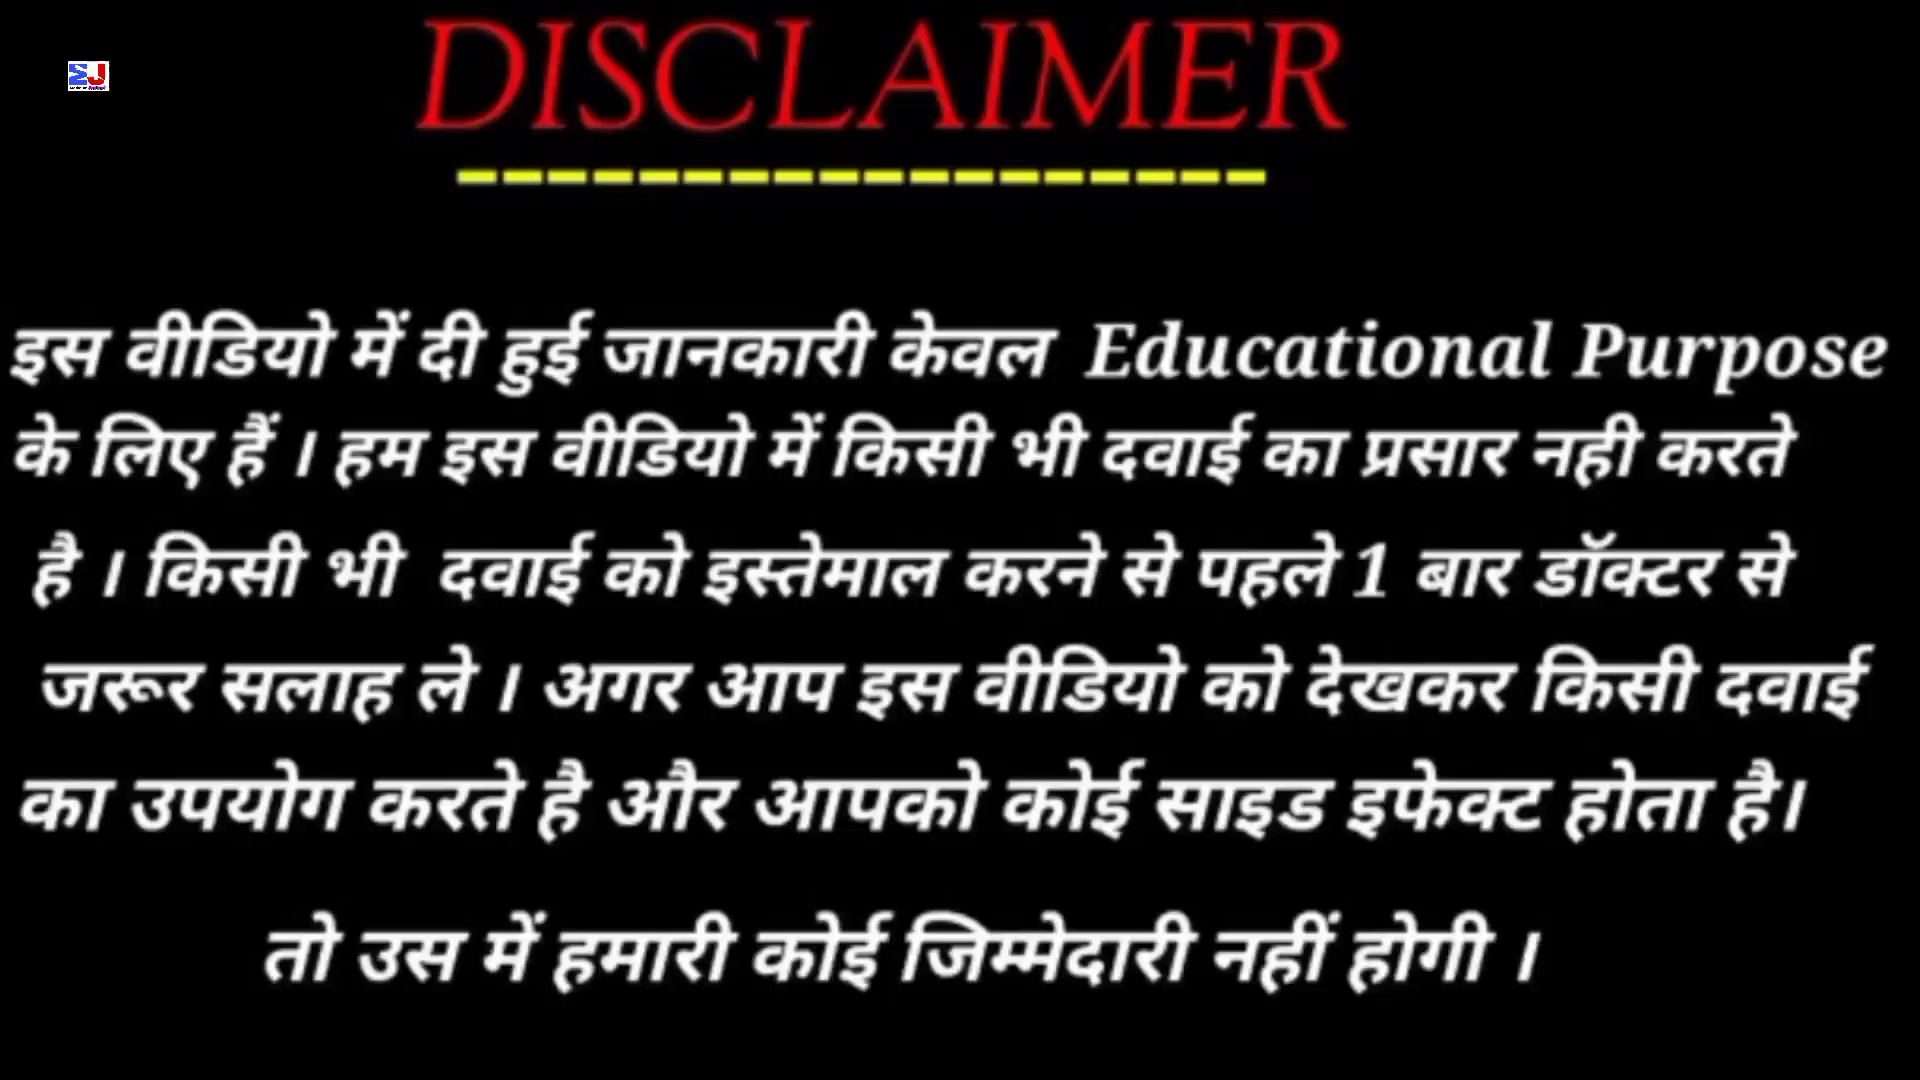 DISCLAIMER
इस वीडियो में दी हुई जानकारी केवल Educational Purpose
के लिए हैं । हम इस वीडियो में किसी भी दवाई का प्रसार नही करते
है । किसी भी दवाई को इस्तेमाल करने से पहले 1 बार डॉक्टर से
जरूर सलाह ले । अगर आप इस वीडियो को देखकर किसी दवाई
का उपयोग करते है और आपको कोई साइड इफेक्ट होता है।
तो उस में हमारी कोई जिम्मेदारी नहीं होगी ।